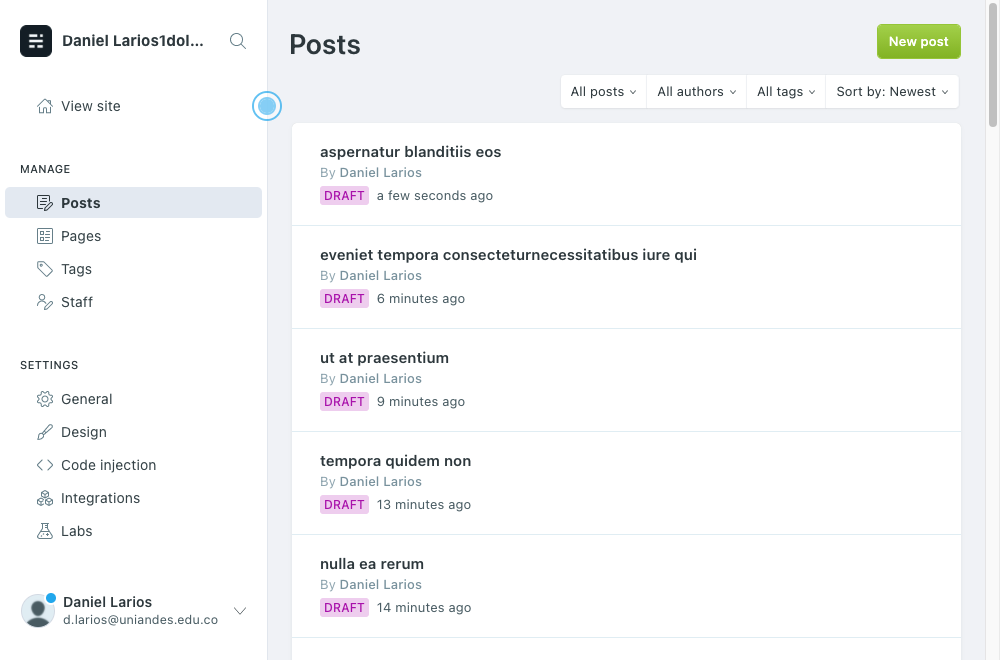 Daniel Larios1dol...
View site
MANAGE
Posts
Pages
Tags
Staff
SETTINGS
General
Design
Code injection
Integrations
Labs
Daniel Larios
d.larios@uniandes.edu.co
Posts
New post
All posts
All authors
All tags
Sort by: Newest
aspernatur blanditiis eos
By Daniel Larios
DRAFT a few seconds ago
eveniet tempora consecteturnecessitatibus iure qui
By Daniel Larios
DRAFT 6 minutes ago
ut at praesentium
By Daniel Larios
DRAFT 9 minutes ago
tempora quidem non
By Daniel Larios
DRAFT 13 minutes ago
nulla ea rerum
By Daniel Larios
DRAFT 14 minutes ago